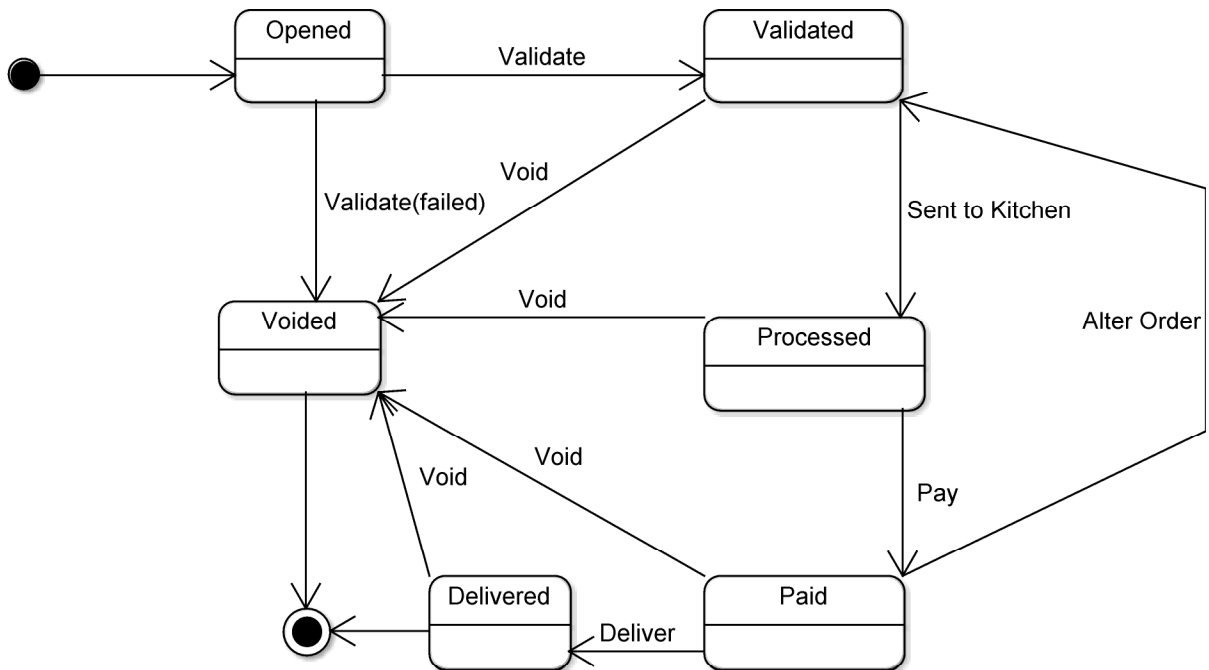 Opened
Validated
Validate
Void
Validate(failed)
Sent to Kitchen
Voided
Void
Processed
Alter Order
Void
Void
Pay
Delivered
Paid
Deliver